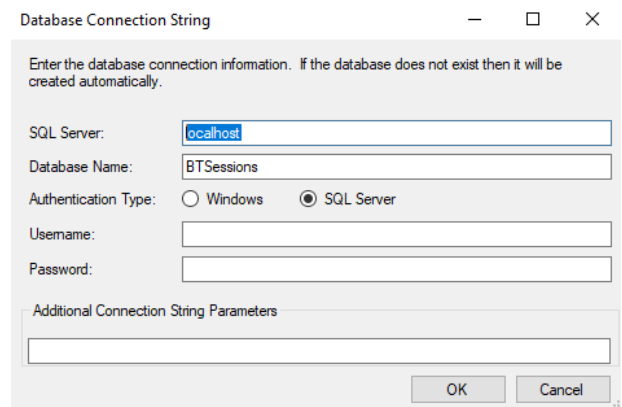 Database Connection String
Enter the database connection information. If the database does not exist then it will be
created automatically.
SQL Server:
localhost
Database Name:
BTSessions
Authentication Type:
Windows
SQL Server
Username:
Password:
Additional Connection String Parameters
OK
Cancel